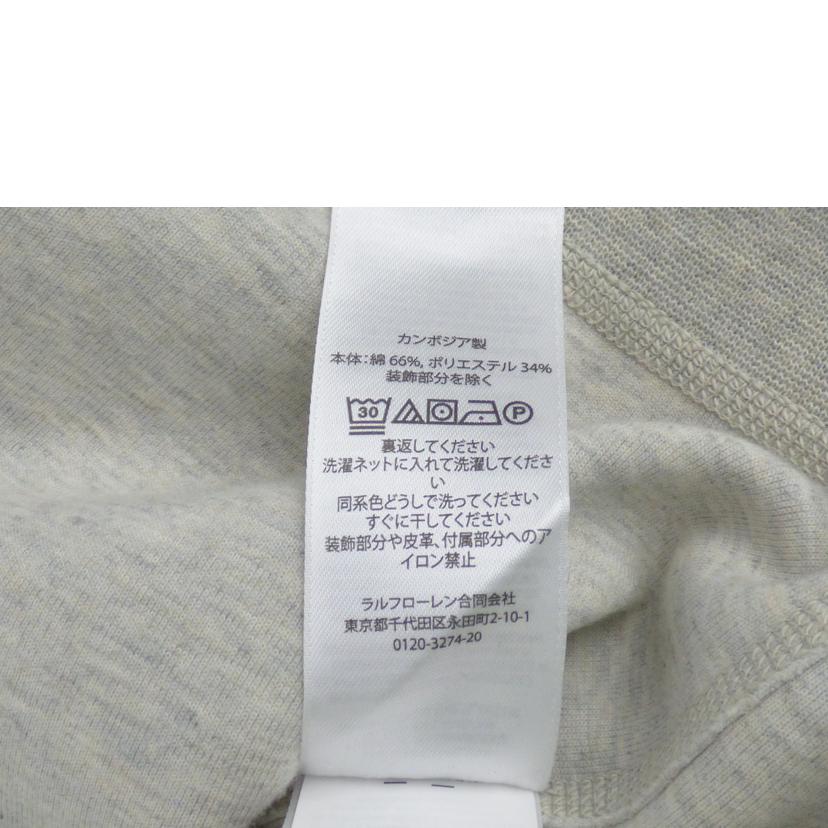 カンボジア製
本体：綿 66%, ポリエステル 34%
装飾部分を除く
30 P
裏返してください
洗濯ネットに入れて洗濯してくださ
い
同系色どうしで洗ってください
すぐに干してください
装飾部分や皮革、付属部分へのア
イロン禁止
ラルフローレン合同会社
東京都千代田区永田町2-10-1
0120-3274-20